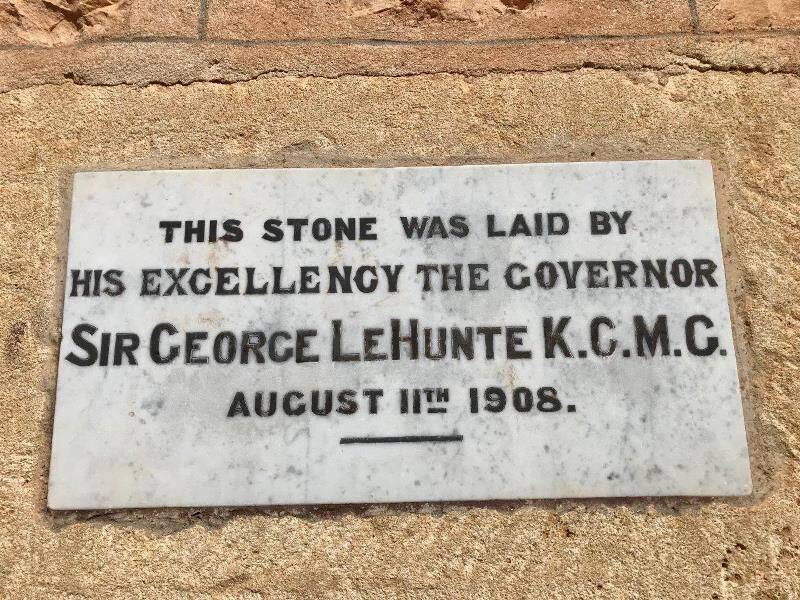 THIS STONE WAS LAID BY
HIS EXCELLENCY THE GOVERNOR
SIR GEORGE LEHUNTE K.C.M.G.
AUGUST 11TH 1908.